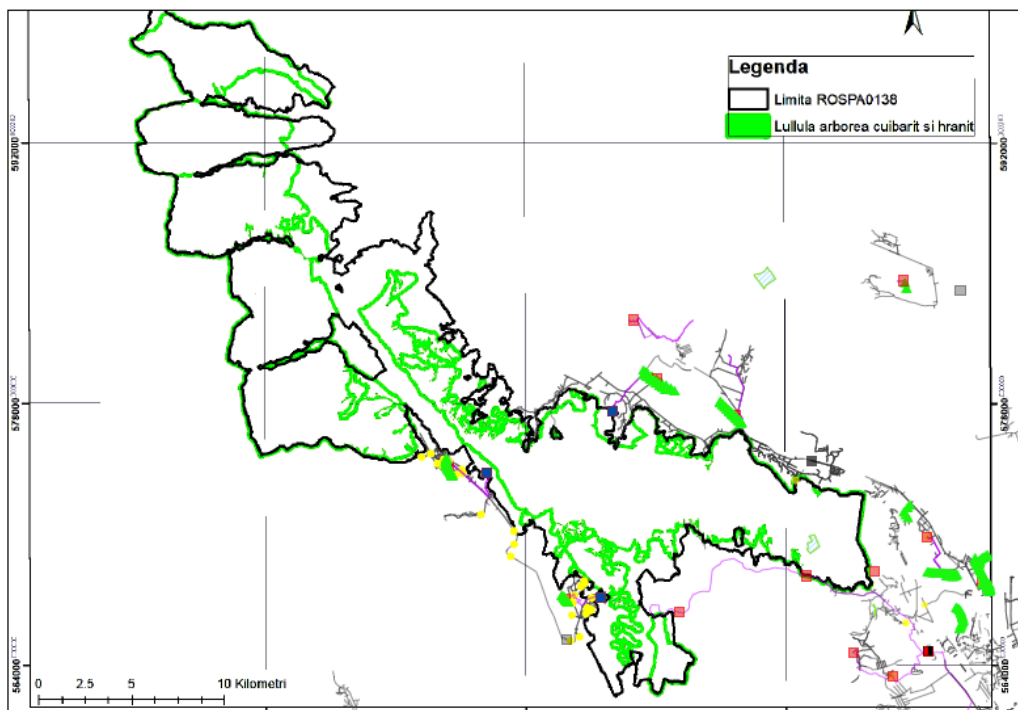 Legenda
Limita ROSPA0138
Lullula arborea cuibarit si hranit
592000
592000
578000
578000
564000
564000
0 2.5 5 10 Kilometri